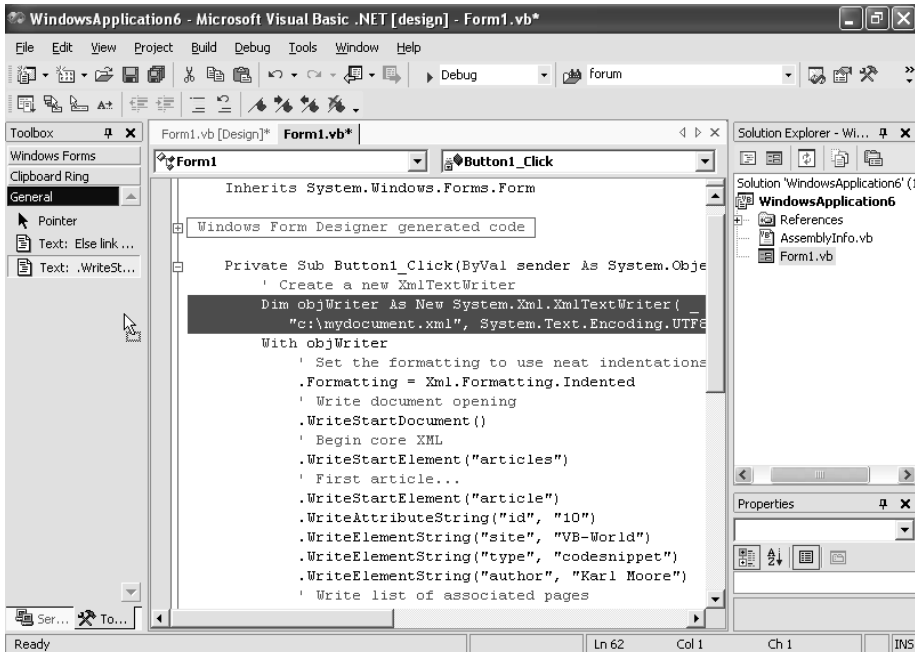 WindowsApplication6 - Microsoft Visual Basic .NET [design] - Form1.vb*
File Edit View Project Build Debug Tools Window Help
Debug forum
Toolbox
Form1.vb [Design]* Form1.vb*
Solution Explorer - Wi...
Windows Forms
Clipboard Ring
General
Pointer
Text: Else link ...
Text: .WriteSt...
Form1 Button1_Click
Inherits System.Windows.Forms.Form
Windows Form Designer generated code
Private Sub Button1_Click(ByVal sender As System.Obje
' Create a new XmlTextWriter
Dim objWriter As New System.Xml.XmlTextWriter( _
"c:\mydocument.xml", System.Text.Encoding.UTF8
With objWriter
' Set the formatting to use neat indentations
.Formatting = Xml.Formatting.Indented
' Write document opening
.WriteStartDocument()
' Begin core XML
.WriteStartElement("articles")
' First article...
.WriteStartElement("article")
.WriteAttributeString("id", "10")
.WriteElementString("site", "VB-World")
.WriteElementString("type", "codesnippet")
.WriteElementString("author", "Karl Moore")
' Write list of associated pages
Solution 'WindowsApplication6' (1
WindowsApplication6
References
AssemblyInfo.vb
Form1.vb
Properties
Ser... To...
Ready Ln 62 Col 1 Ch 1 INS